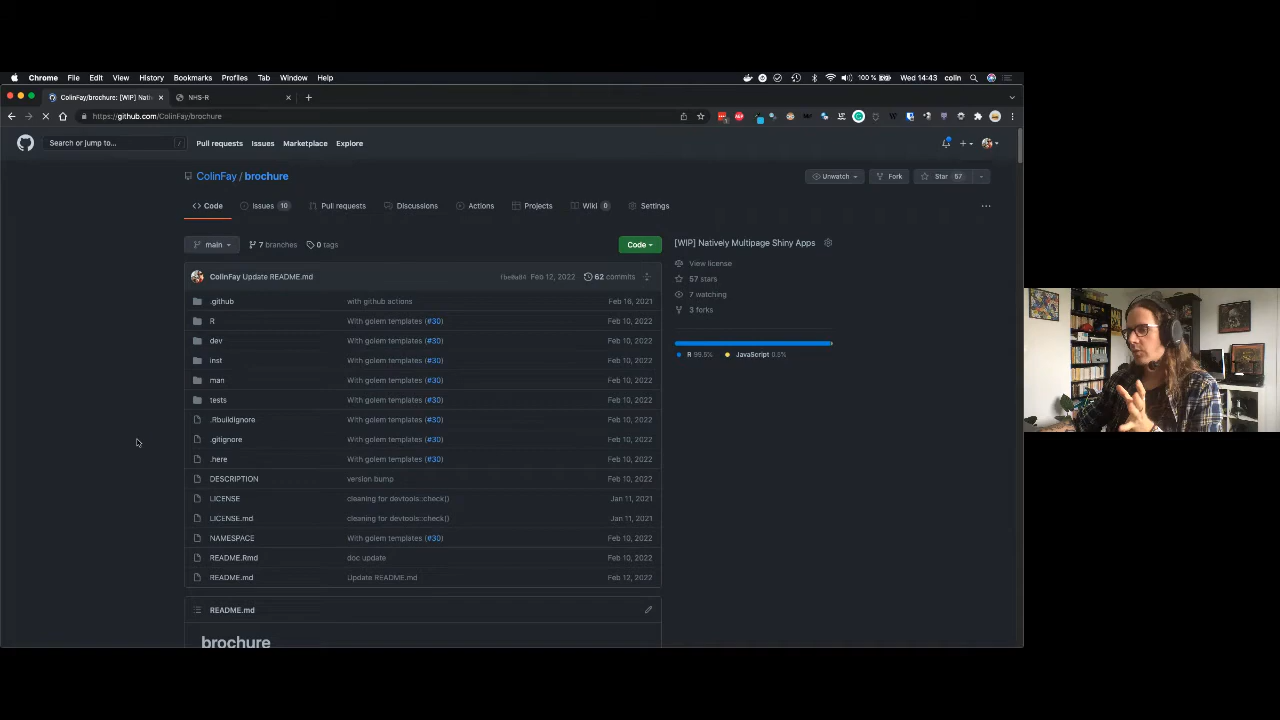 Chrome File Edit View History Bookmarks Profiles Tab Window Help
100 % Wed 14:43 colin
ColinFay/brochure: [WIP] Nati
NHS-R
https://github.com/ColinFay/brochure
Search or jump to... /
Pull requests Issues Marketplace Explore
ColinFay / brochure
Unwatch Fork Star 57
Code Issues 10 Pull requests Discussions Actions Projects Wiki 0 Settings
main 7 branches 0 tags Code
[WIP] Natively Multipage Shiny Apps
ColinFay Update README.md Feb 12, 2022 62 commits
View license
57 stars
7 watching
3 forks
R 99.5% JavaScript 0.5%
.github with github actions Feb 16, 2021
R With golem templates (#30) Feb 10, 2022
dev With golem templates (#30) Feb 10, 2022
inst With golem templates (#30) Feb 10, 2022
man With golem templates (#30) Feb 10, 2022
tests With golem templates (#30) Feb 10, 2022
.Rbuildignore With golem templates (#30) Feb 10, 2022
.gitignore With golem templates (#30) Feb 10, 2022
.here With golem templates (#30) Feb 10, 2022
DESCRIPTION version bump Feb 10, 2022
LICENSE cleaning for devtools::check() Jan 11, 2021
LICENSE.md cleaning for devtools::check() Jan 11, 2021
NAMESPACE With golem templates (#30) Feb 10, 2022
README.Rmd doc update Feb 10, 2022
README.md Update README.md Feb 12, 2022
README.md
brochure